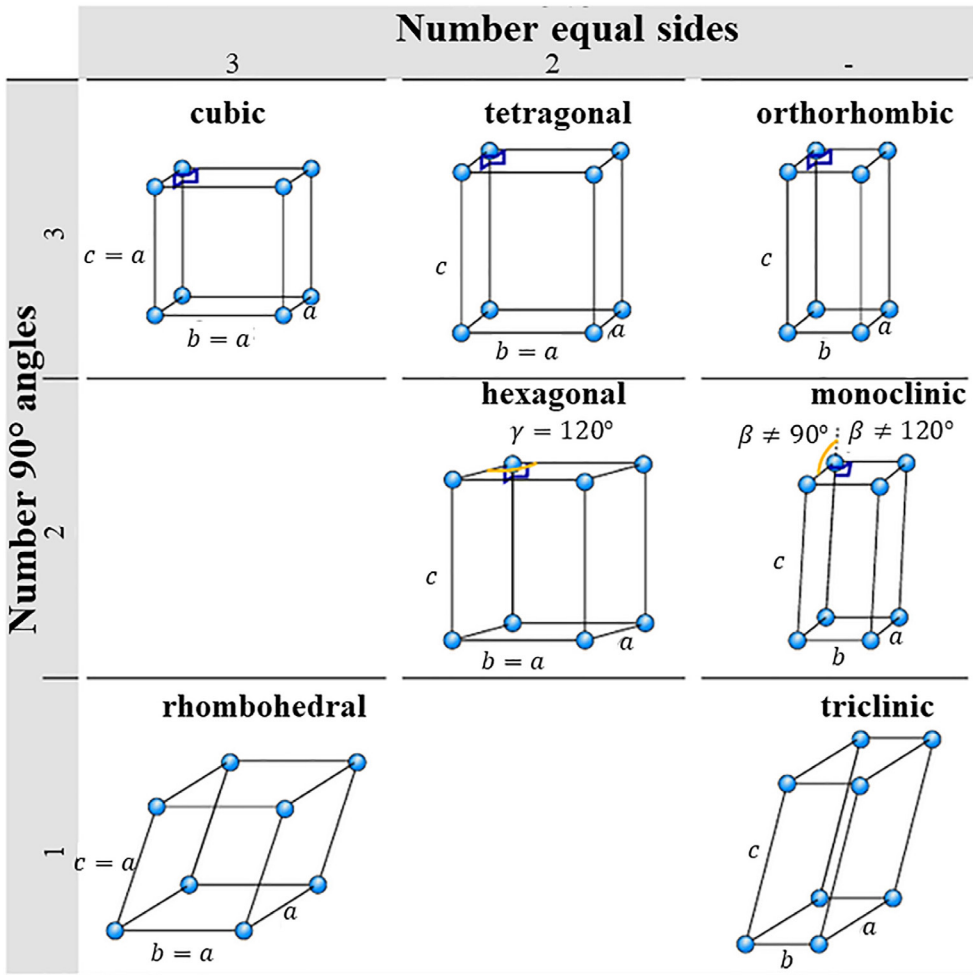 Number equal sides
3 2 -
Number 90° angles
3
cubic
c = a
b = a
a
tetragonal
c
b = a
a
orthorhombic
c
b
a
2
hexagonal
γ = 120°
c
b = a
a
monoclinic
β ≠ 90° β ≠ 120°
c
b
a
1
rhombohedral
c = a
b = a
a
triclinic
c
b
a